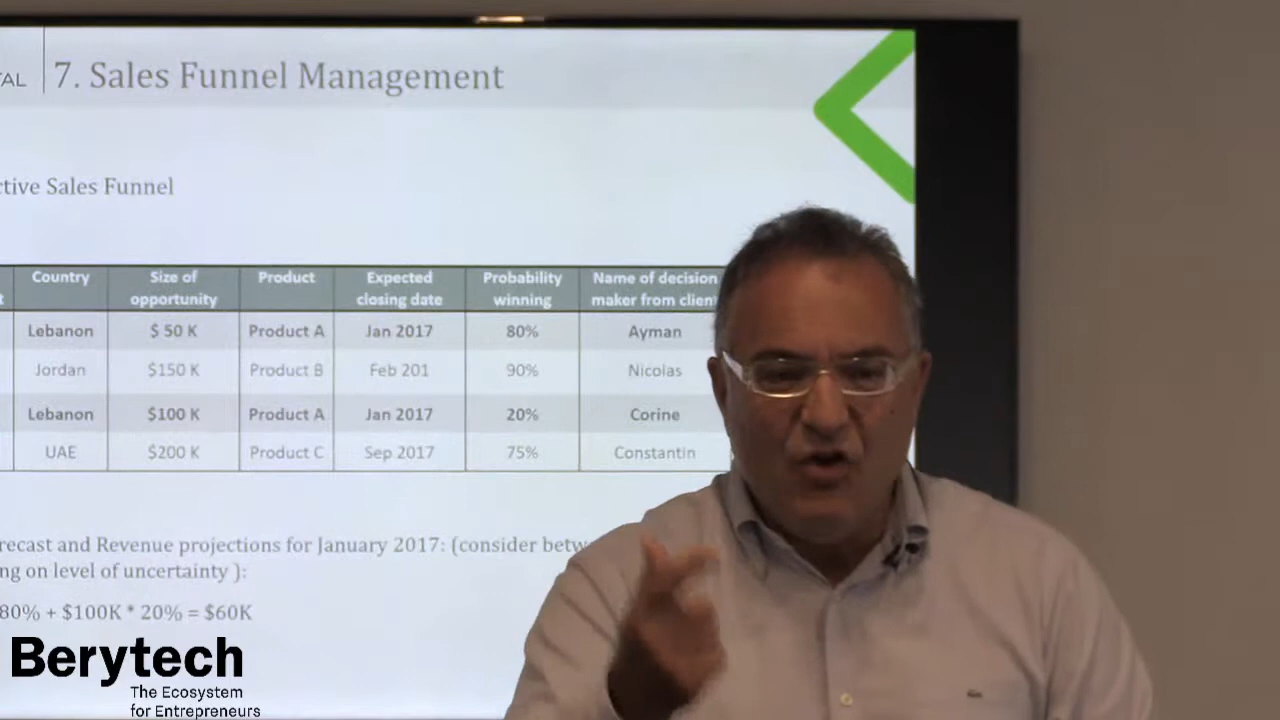 AL
7. Sales Funnel Management
ctive Sales Funnel
t
Country
Size of
opportunity
Product
Expected
closing date
Probability
winning
Name of decision
maker from client
Lebanon $ 50 K Product A Jan 2017 80% Ayman
Jordan $150 K Product B Feb 201 90% Nicolas
Lebanon $100 K Product A Jan 2017 20% Corine
UAE $200 K Product C Sep 2017 75% Constantin
recast and Revenue projections for January 2017: (consider betw
ng on level of uncertainty ):
80% + $100K * 20% = $60K
Berytech
The Ecosystem
for Entrepreneurs